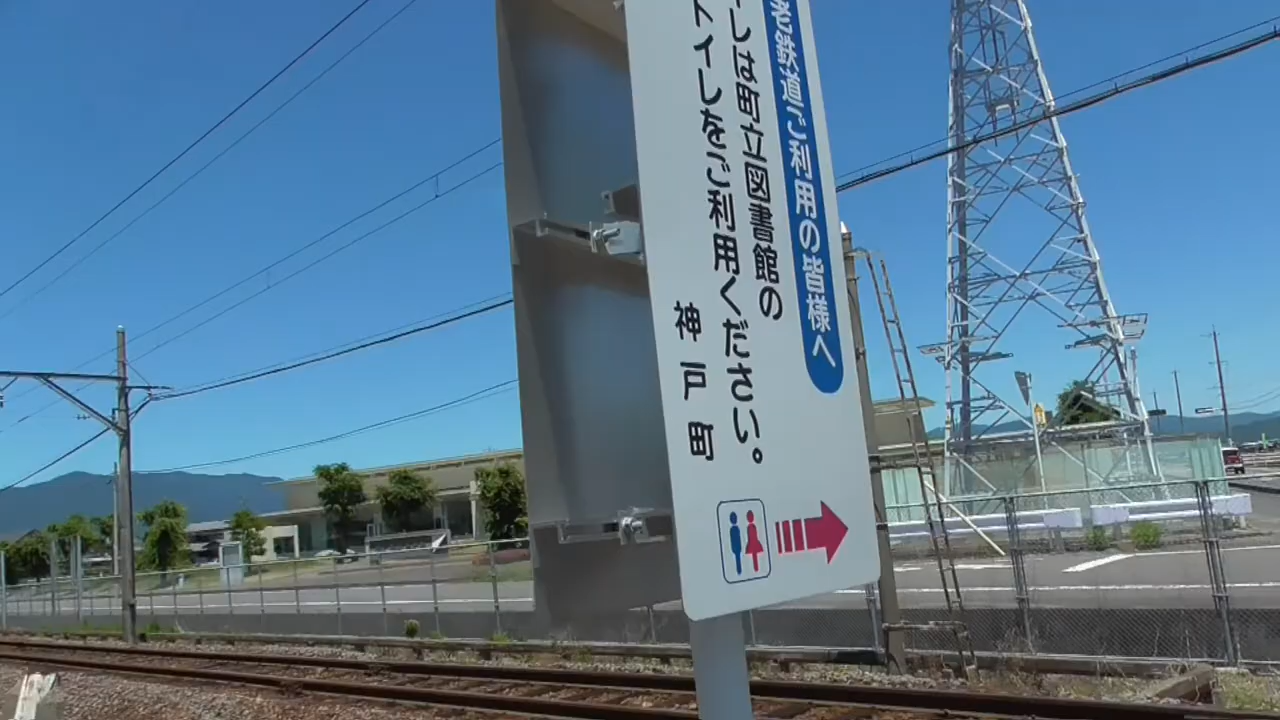 老鉄道ご利用の皆様へ
レは町立図書館の
トイレをご利用ください。
神戸町